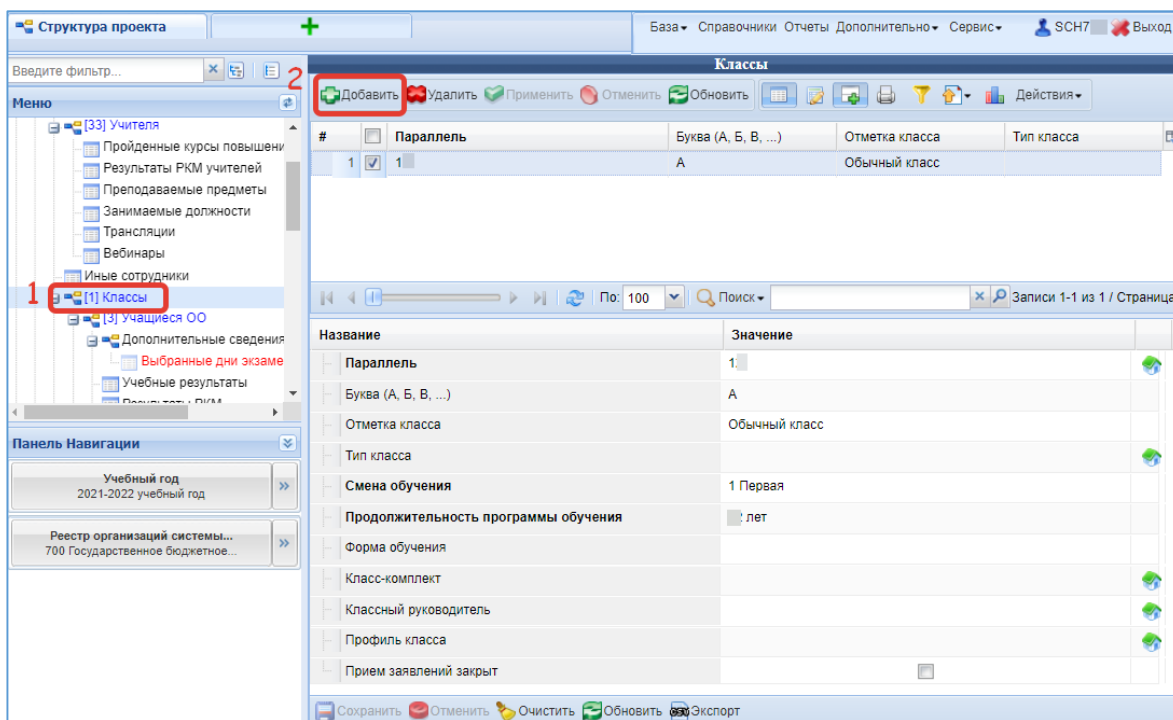 Структура проекта
База Справочники Отчеты Дополнительно Сервис SCH7 Выход
Введите фильтр...
2
Классы
Добавить Удалить Применить Отменить Обновить Действия
Меню
[33] Учителя
Пройденные курсы повышени
Результаты РКМ учителей
Преподаваемые предметы
Занимаемые должности
Трансляции
Вебинары
Иные сотрудники
1 [1] Классы
[3] Учащиеся ОО
Дополнительные сведения
Выбранные дни экзаме
Учебные результаты
Результаты РКМ
Панель Навигации
Учебный год
2021-2022 учебный год
Реестр организаций системы...
700 Государственное бюджетное...
# Параллель Буква (А, Б, В, ...) Отметка класса Тип класса
1 1 А Обычный класс
По: 100 Поиск Записи 1-1 из 1 / Страница
Название Значение
Параллель 1
Буква (А, Б, В, ...) А
Отметка класса Обычный класс
Тип класса
Смена обучения 1 Первая
Продолжительность программы обучения лет
Форма обучения
Класс-комплект
Классный руководитель
Профиль класса
Прием заявлений закрыт
Сохранить Отменить Очистить Обновить Экспорт